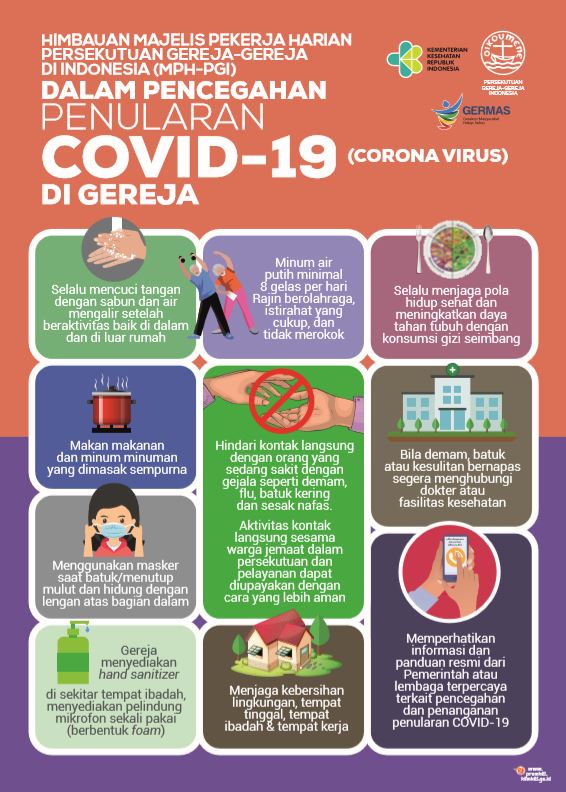 HIMBAUAN MAJELIS PEKERJA HARIAN
PERSEKUTUAN GEREJA-GEREJA
DI INDONESIA (MPH-PGI)
DALAM PENCEGAHAN
PENULARAN
COVID-19 (CORONA VIRUS)
DI GEREJA
KEMENTERIAN
KESEHATAN
REPUBLIK
INDONESIA
OIKOUMENE
PERSEKUTUAN
GEREJA-GEREJA
INDONESIA
GERMAS
Gerakan Masyarakat
Hidup Sehat
Selalu mencuci tangan
dengan sabun dan air
mengalir setelah
beraktivitas baik di dalam
dan di luar rumah
Minum air
putih minimal
8 gelas per hari
Rajin berolahraga,
istirahat yang
cukup, dan
tidak merokok
Selalu menjaga pola
hidup sehat dan
meningkatkan daya
tahan tubuh dengan
konsumsi gizi seimbang
Makan makanan
dan minum minuman
yang dimasak sempurna
Hindari kontak langsung
dengan orang yang
sedang sakit dengan
gejala seperti demam,
flu, batuk kering
dan sesak nafas.
Aktivitas kontak
langsung sesama
warga jemaat dalam
persekutuan dan
pelayanan dapat
diupayakan dengan
cara yang lebih aman
Bila demam, batuk
atau kesulitan bernapas
segera menghubungi
dokter atau
fasilitas kesehatan
Menggunakan masker
saat batuk/menutup
mulut dan hidung dengan
lengan atas bagian dalam
Gereja
menyediakan
hand sanitizer
di sekitar tempat ibadah,
menyediakan pelindung
mikrofon sekali pakai
(berbentuk foam)
Menjaga kebersihan
lingkungan, tempat
tinggal, tempat
ibadah & tempat kerja
Memperhatikan
informasi dan
panduan resmi dari
Pemerintah atau
lembaga terpercaya
terkait pencegahan
dan penanganan
penularan COVID-19
www.